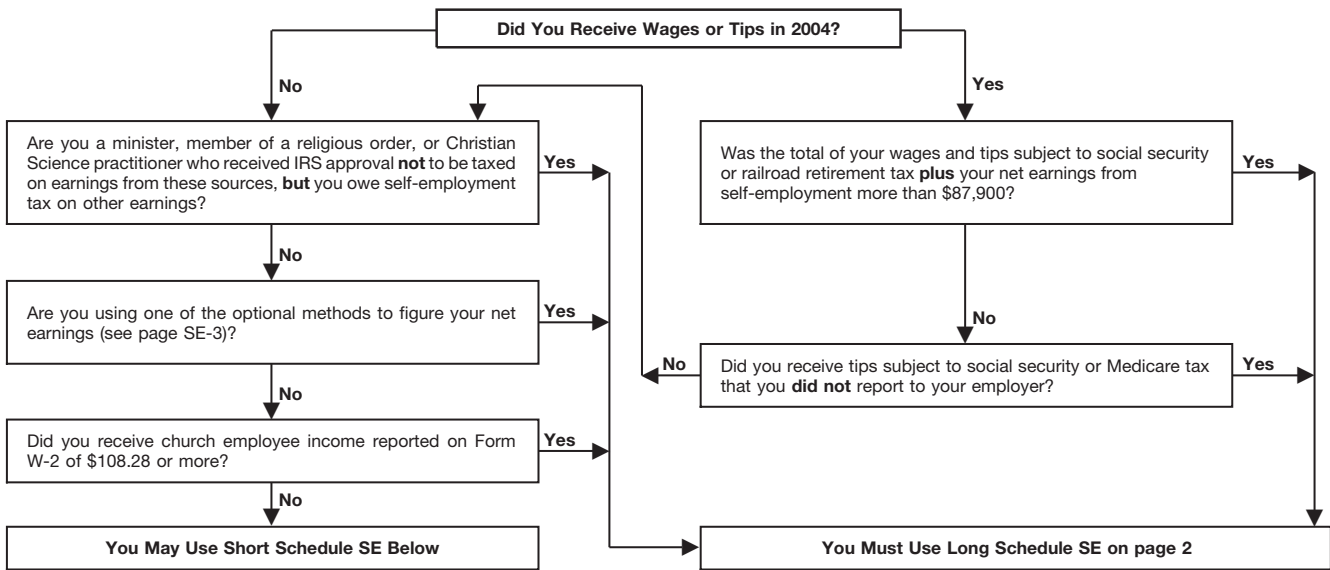 Did You Receive Wages or Tips in 2004?
No
Yes
Are you a minister, member of a religious order, or Christian
Science practitioner who received IRS approval not to be taxed
on earnings from these sources, but you owe self-employment
tax on other earnings?
Yes
Was the total of your wages and tips subject to social security
or railroad retirement tax plus your net earnings from
self-employment more than $87,900?
Yes
No
Are you using one of the optional methods to figure your net
earnings (see page SE-3)?
Yes
No
No
Did you receive tips subject to social security or Medicare tax
that you did not report to your employer?
Yes
No
Did you receive church employee income reported on Form
W-2 of $108.28 or more?
Yes
No
You May Use Short Schedule SE Below
You Must Use Long Schedule SE on page 2